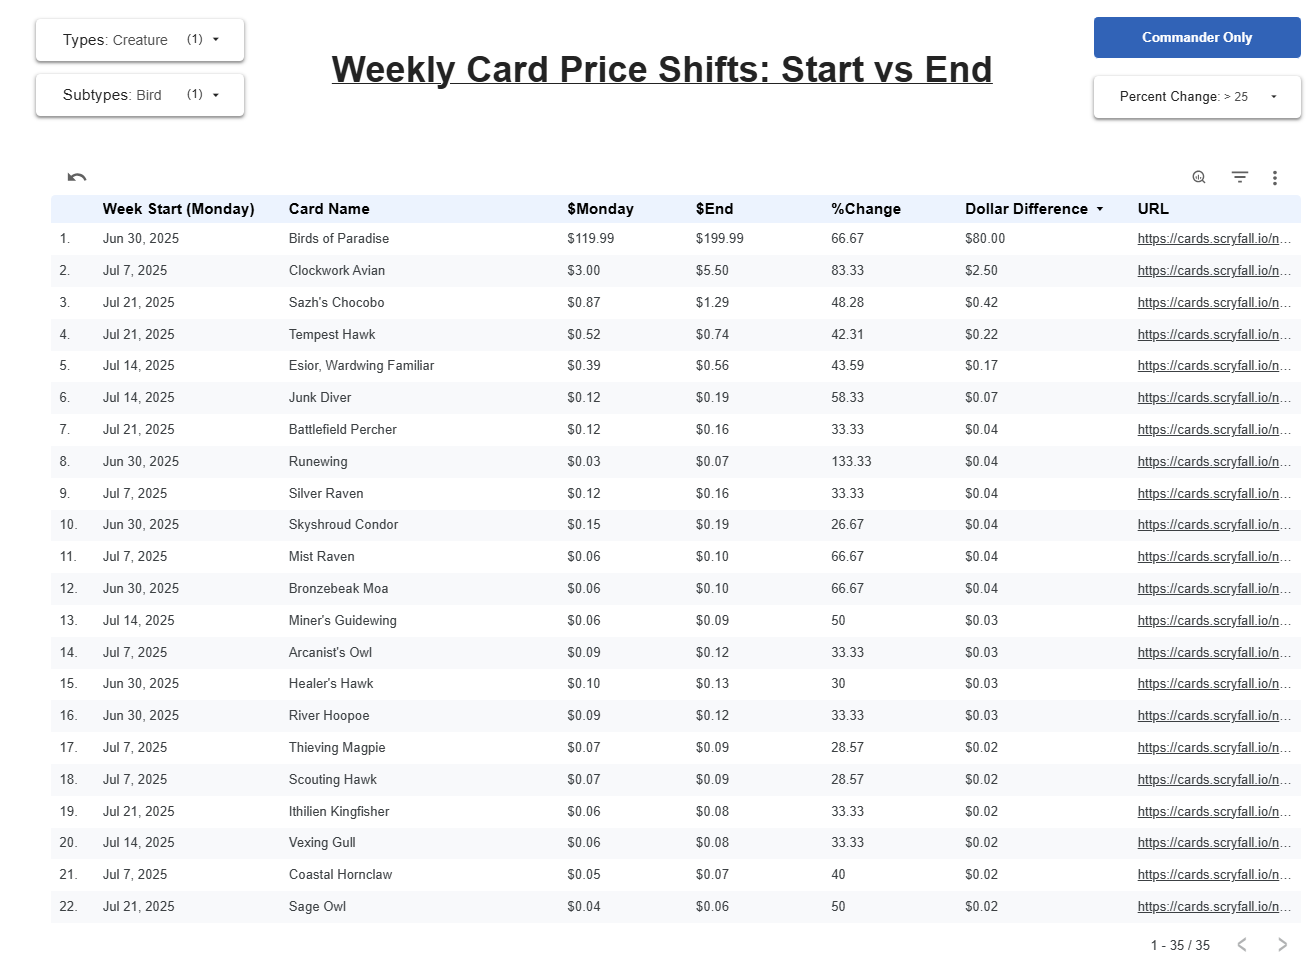 Types: Creature (1)
Commander Only
Weekly Card Price Shifts: Start vs End
Subtypes: Bird (1)
Percent Change: > 25
Week Start (Monday) Card Name $Monday $End %Change Dollar Difference URL
1. Jun 30, 2025 Birds of Paradise $119.99 $199.99 66.67 $80.00 https://cards.scryfall.io/n...
2. Jul 7, 2025 Clockwork Avian $3.00 $5.50 83.33 $2.50 https://cards.scryfall.io/n...
3. Jul 21, 2025 Sazh's Chocobo $0.87 $1.29 48.28 $0.42 https://cards.scryfall.io/n...
4. Jul 21, 2025 Tempest Hawk $0.52 $0.74 42.31 $0.22 https://cards.scryfall.io/n...
5. Jul 14, 2025 Esior, Wardwing Familiar $0.39 $0.56 43.59 $0.17 https://cards.scryfall.io/n...
6. Jul 14, 2025 Junk Diver $0.12 $0.19 58.33 $0.07 https://cards.scryfall.io/n...
7. Jul 21, 2025 Battlefield Percher $0.12 $0.16 33.33 $0.04 https://cards.scryfall.io/n...
8. Jun 30, 2025 Runewing $0.03 $0.07 133.33 $0.04 https://cards.scryfall.io/n...
9. Jul 7, 2025 Silver Raven $0.12 $0.16 33.33 $0.04 https://cards.scryfall.io/n...
10. Jun 30, 2025 Skyshroud Condor $0.15 $0.19 26.67 $0.04 https://cards.scryfall.io/n...
11. Jul 7, 2025 Mist Raven $0.06 $0.10 66.67 $0.04 https://cards.scryfall.io/n...
12. Jun 30, 2025 Bronzebeak Moa $0.06 $0.10 66.67 $0.04 https://cards.scryfall.io/n...
13. Jul 14, 2025 Miner's Guidewing $0.06 $0.09 50 $0.03 https://cards.scryfall.io/n...
14. Jul 7, 2025 Arcanist's Owl $0.09 $0.12 33.33 $0.03 https://cards.scryfall.io/n...
15. Jun 30, 2025 Healer's Hawk $0.10 $0.13 30 $0.03 https://cards.scryfall.io/n...
16. Jun 30, 2025 River Hoopoe $0.09 $0.12 33.33 $0.03 https://cards.scryfall.io/n...
17. Jul 7, 2025 Thieving Magpie $0.07 $0.09 28.57 $0.02 https://cards.scryfall.io/n...
18. Jul 7, 2025 Scouting Hawk $0.07 $0.09 28.57 $0.02 https://cards.scryfall.io/n...
19. Jul 21, 2025 Ithilien Kingfisher $0.06 $0.08 33.33 $0.02 https://cards.scryfall.io/n...
20. Jul 14, 2025 Vexing Gull $0.06 $0.08 33.33 $0.02 https://cards.scryfall.io/n...
21. Jul 7, 2025 Coastal Hornclaw $0.05 $0.07 40 $0.02 https://cards.scryfall.io/n...
22. Jul 21, 2025 Sage Owl $0.04 $0.06 50 $0.02 https://cards.scryfall.io/n...
1 - 35 / 35